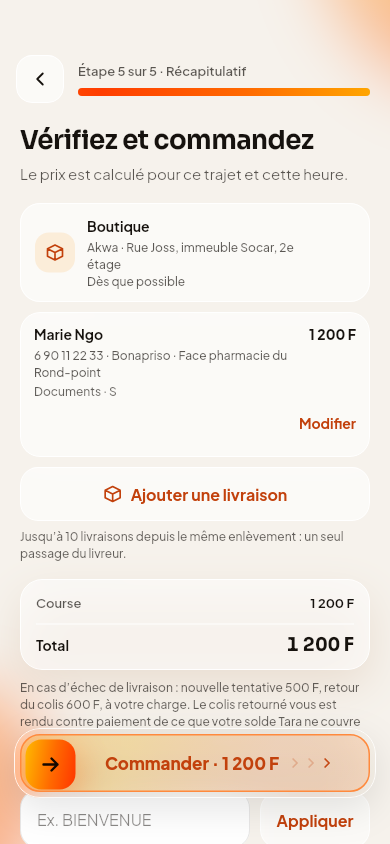 Étape 5 sur 5 · Récapitulatif
Vérifiez et commandez
Le prix est calculé pour ce trajet et cette heure.
Boutique
Akwa · Rue Joss, immeuble Socar, 2e
étage
Dès que possible
Marie Ngo
1 200 F
6 90 11 22 33 · Bonapriso · Face pharmacie du
Rond-point
Documents · S
Modifier
Ajouter une livraison
Jusqu'à 10 livraisons depuis le même enlèvement : un seul
passage du livreur.
Course
1 200 F
Total
1 200 F
En cas d'échec de livraison : nouvelle tentative 500 F, retour
du colis 600 F, à votre charge. Le colis retourné vous est
rendu contre paiement de ce que votre solde Tara ne couvre
Commander · 1 200 F
Ex. BIENVENUE
Appliquer